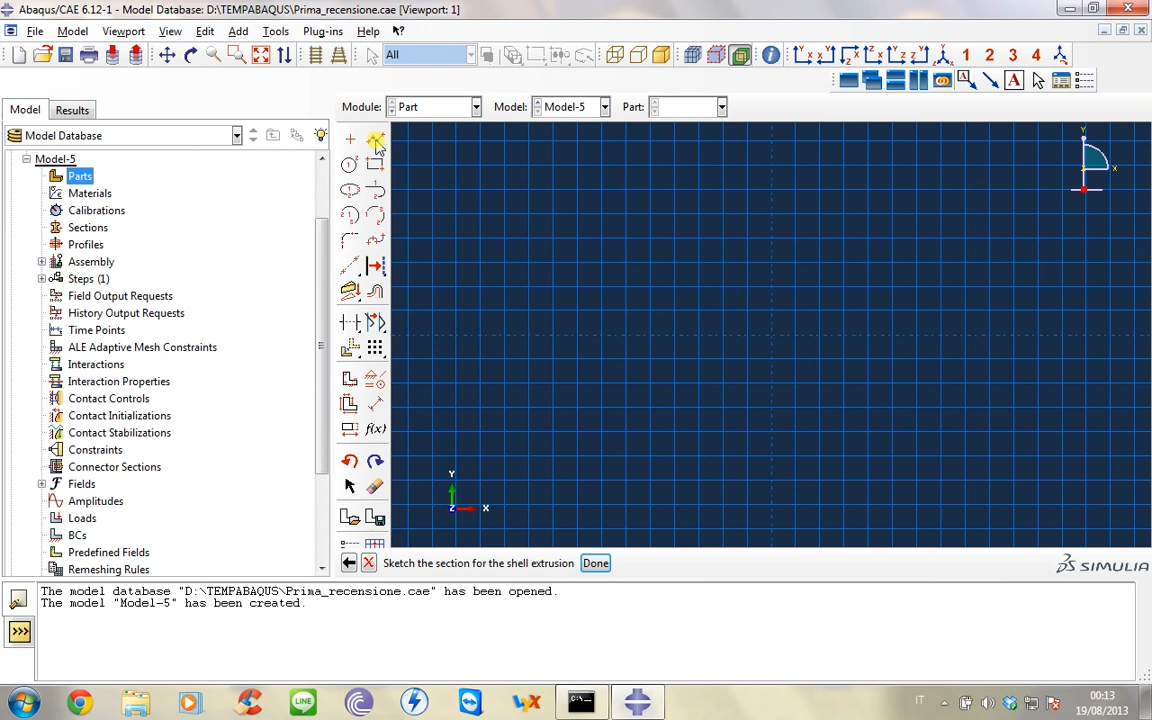 Abaqus/CAE 6.12-1 - Model Database: D:\TEMPABAQUS\Prima_recensione.cae [Viewport: 1]
File Model Viewport View Edit Add Tools Plug-ins Help
All
1 2 3 4
A
A
Model Results
Module: Part Model: Model-5 Part:
Model Database
Model-5
Parts
Materials
Calibrations
Sections
Profiles
Assembly
Steps (1)
Field Output Requests
History Output Requests
Time Points
ALE Adaptive Mesh Constraints
Interactions
Interaction Properties
Contact Controls
Contact Initializations
Contact Stabilizations
Constraints
Connector Sections
Fields
Amplitudes
Loads
BCs
Predefined Fields
Remeshing Rules
f(x)
Y
X
Y
Z
X
Sketch the section for the shell extrusion Done
SIMULIA
The model database "D:\TEMPABAQUS\Prima_recensione.cae" has been opened.
The model "Model-5" has been created.
>>>
LINE
IT
00:13
19/08/2013